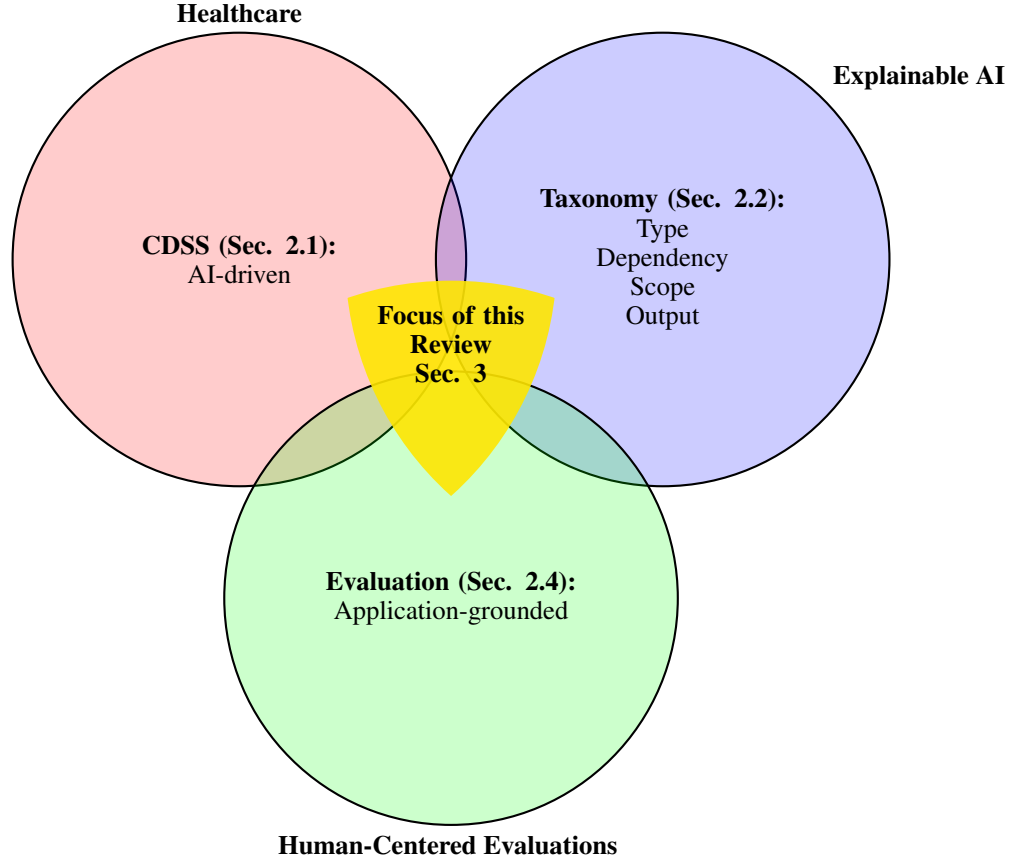 Healthcare
Explainable AI
CDSS (Sec. 2.1):
AI-driven
Taxonomy (Sec. 2.2):
Type
Dependency
Scope
Output
Focus of this
Review
Sec. 3
Evaluation (Sec. 2.4):
Application-grounded
Human-Centered Evaluations